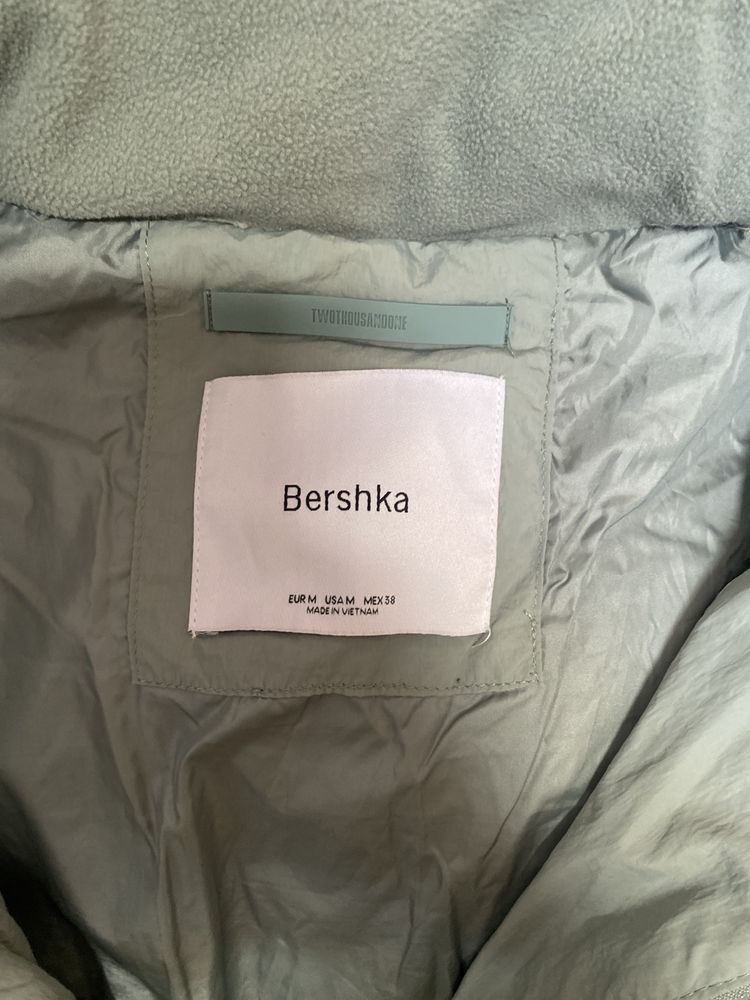 TWOTHOUSANDONE
Bershka
EUR M USA M MEX 38
MADE IN VIETNAM